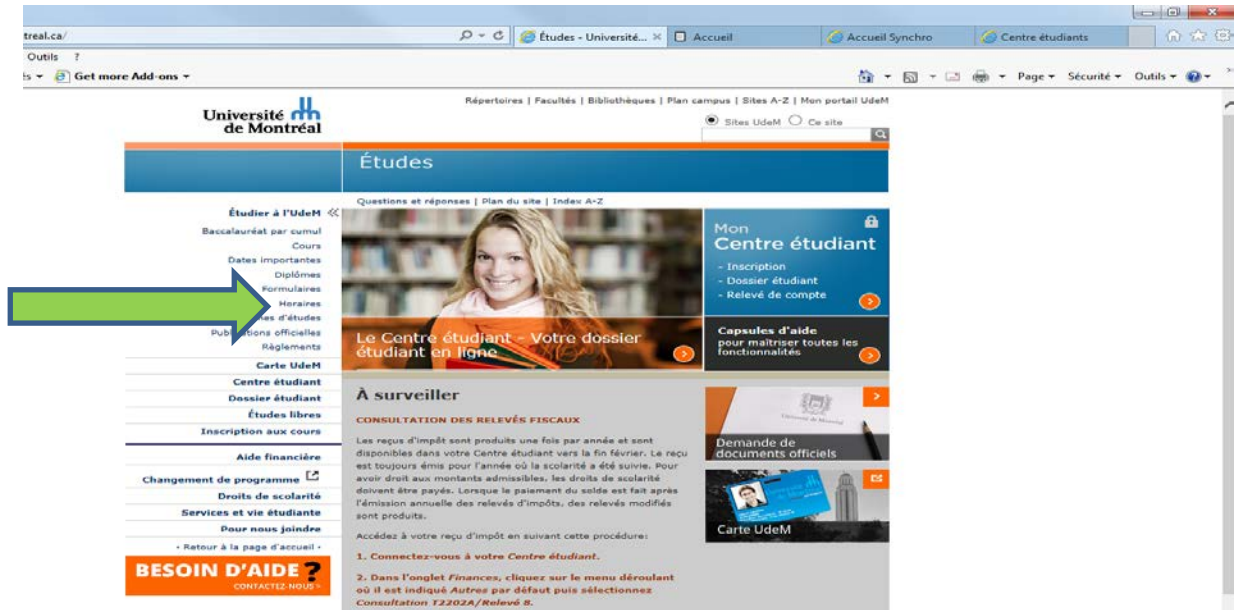 treal.ca/
Études - Université...
Accueil
Accueil Synchro
Centre étudiants
Outils ?
Get more Add-ons
Page Sécurité Outils
Université
de Montréal
Répertoires | Facultés | Bibliothèques | Plan campus | Sites A-Z | Mon portail UdeM
Sites UdeM Ce site
Études
Questions et réponses | Plan du site | Index A-Z
Étudier à l'UdeM
Baccalauréat par cumul
Cours
Dates importantes
Diplômes
Formulaires
Horaires
d'études
Publications officielles
Règlements
Carte UdeM
Centre étudiant
Dossier étudiant
Études libres
Inscription aux cours
Aide financière
Changement de programme
Droits de scolarité
Services et vie étudiante
Pour nous joindre
• Retour à la page d'accueil •
BESOIN D'AIDE ?
CONTACTEZ-NOUS >
Le Centre étudiant - Votre dossier
étudiant en ligne
Mon
Centre étudiant
- Inscription
- Dossier étudiant
- Relevé de compte
Capsules d'aide
pour maîtriser toutes les
fonctionnalités
À surveiller
CONSULTATION DES RELEVÉS FISCAUX
Les reçus d'impôt sont produits une fois par année et sont
disponibles dans votre Centre étudiant vers la fin février. Le reçu
est toujours émis pour l'année où la scolarité a été suivie. Pour
avoir droit aux montants admissibles, les droits de scolarité
doivent être payés. Lorsque le paiement du solde est fait après
l'émission annuelle des relevés d'impôts, des relevés modifiés
sont produits.
Accédez à votre reçu d'impôt en suivant cette procédure:
1. Connectez-vous à votre Centre étudiant.
2. Dans l'onglet Finances, cliquez sur le menu déroulant
où il est indiqué Autres par défaut puis sélectionnez
Consultation T2202A/Relevé 8.
Université de Montréal
Demande de
documents officiels
Carte UdeM